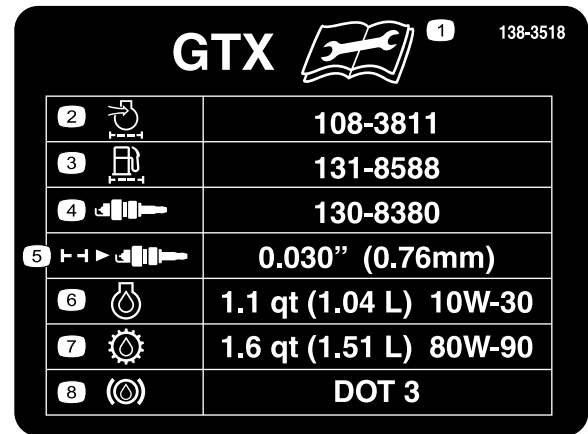 GTX 1 138-3518
2 108-3811
3 131-8588
4 130-8380
5 0.030” (0.76mm)
6 1.1 qt (1.04 L) 10W-30
7 1.6 qt (1.51 L) 80W-90
8 DOT 3